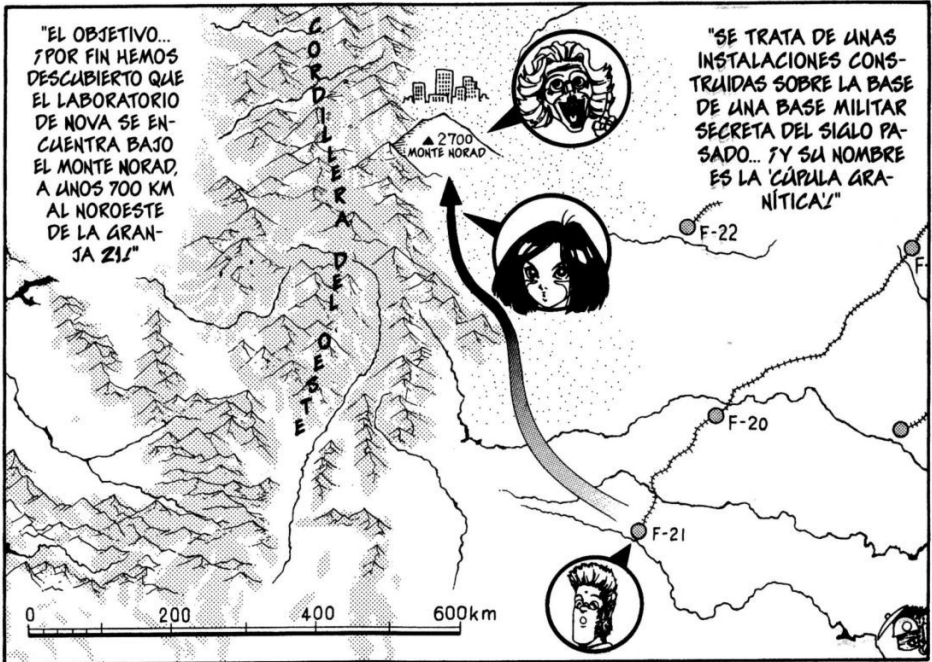 "EL OBJETIVO...
¡POR FIN HEMOS
DESCUBIERTO QUE
EL LABORATORIO
DE NOVA SE EN-
CUENTRA BAJO
EL MONTE NORAD,
A UNOS 700 KM
AL NOROESTE
DE LA GRAN-
JA 21!"
"SE TRATA DE UNAS
INSTALACIONES CONS-
TRUIDAS SOBRE LA BASE
DE UNA BASE MILITAR
SECRETA DEL SIGLO PA-
SADO... ¡Y SU NOMBRE
ES LA 'CÚPULA GRA-
NÍTICA'!"
CORDILLERA DEL OESTE
▲2700
MONTE NORAD
F-22
F-20
F-21
0 200 400 600km